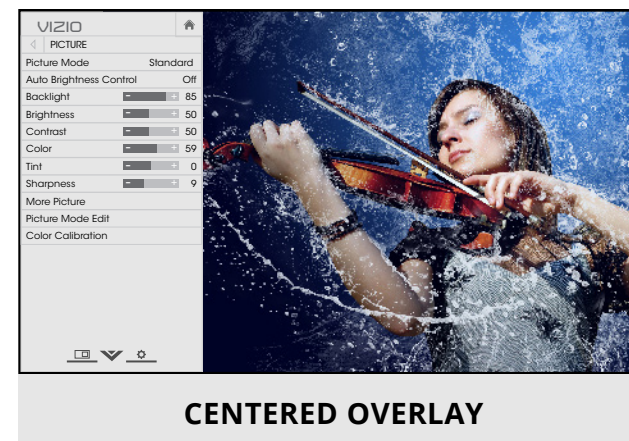 VIZIO
PICTURE
Picture Mode Standard
Auto Brightness Control Off
Backlight - + 85
Brightness - + 50
Contrast - + 50
Color - + 59
Tint - + 0
Sharpness - + 9
More Picture
Picture Mode Edit
Color Calibration
CENTERED OVERLAY